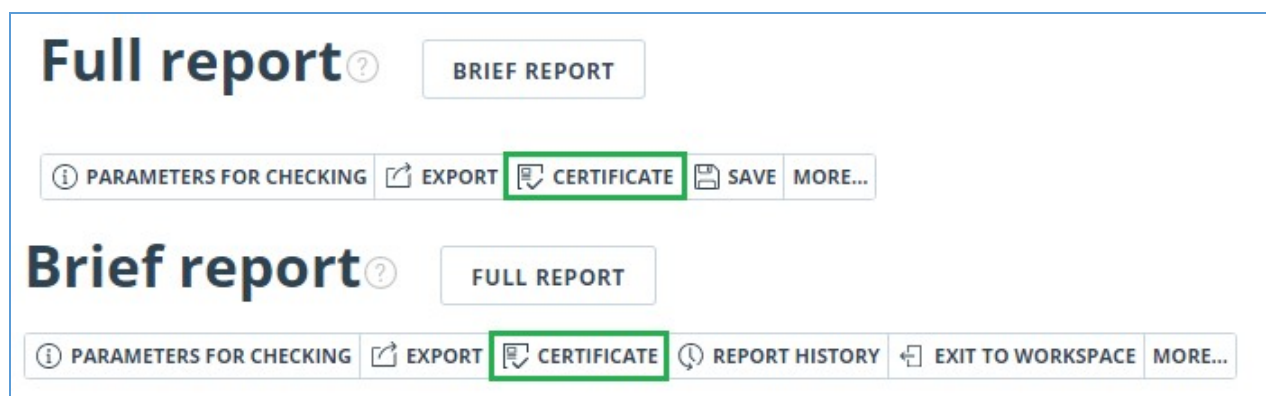 Full report ? BRIEF REPORT
PARAMETERS FOR CHECKING EXPORT CERTIFICATE SAVE MORE...
Brief report ? FULL REPORT
PARAMETERS FOR CHECKING EXPORT CERTIFICATE REPORT HISTORY EXIT TO WORKSPACE MORE...